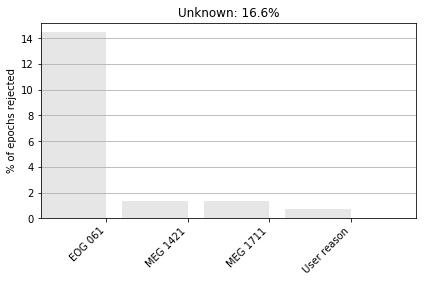 Unknown: 16.6%
% of epochs rejected
14
12
10
8
6
4
2
0
EOG 061
MEG 1421
MEG 1711
User reason